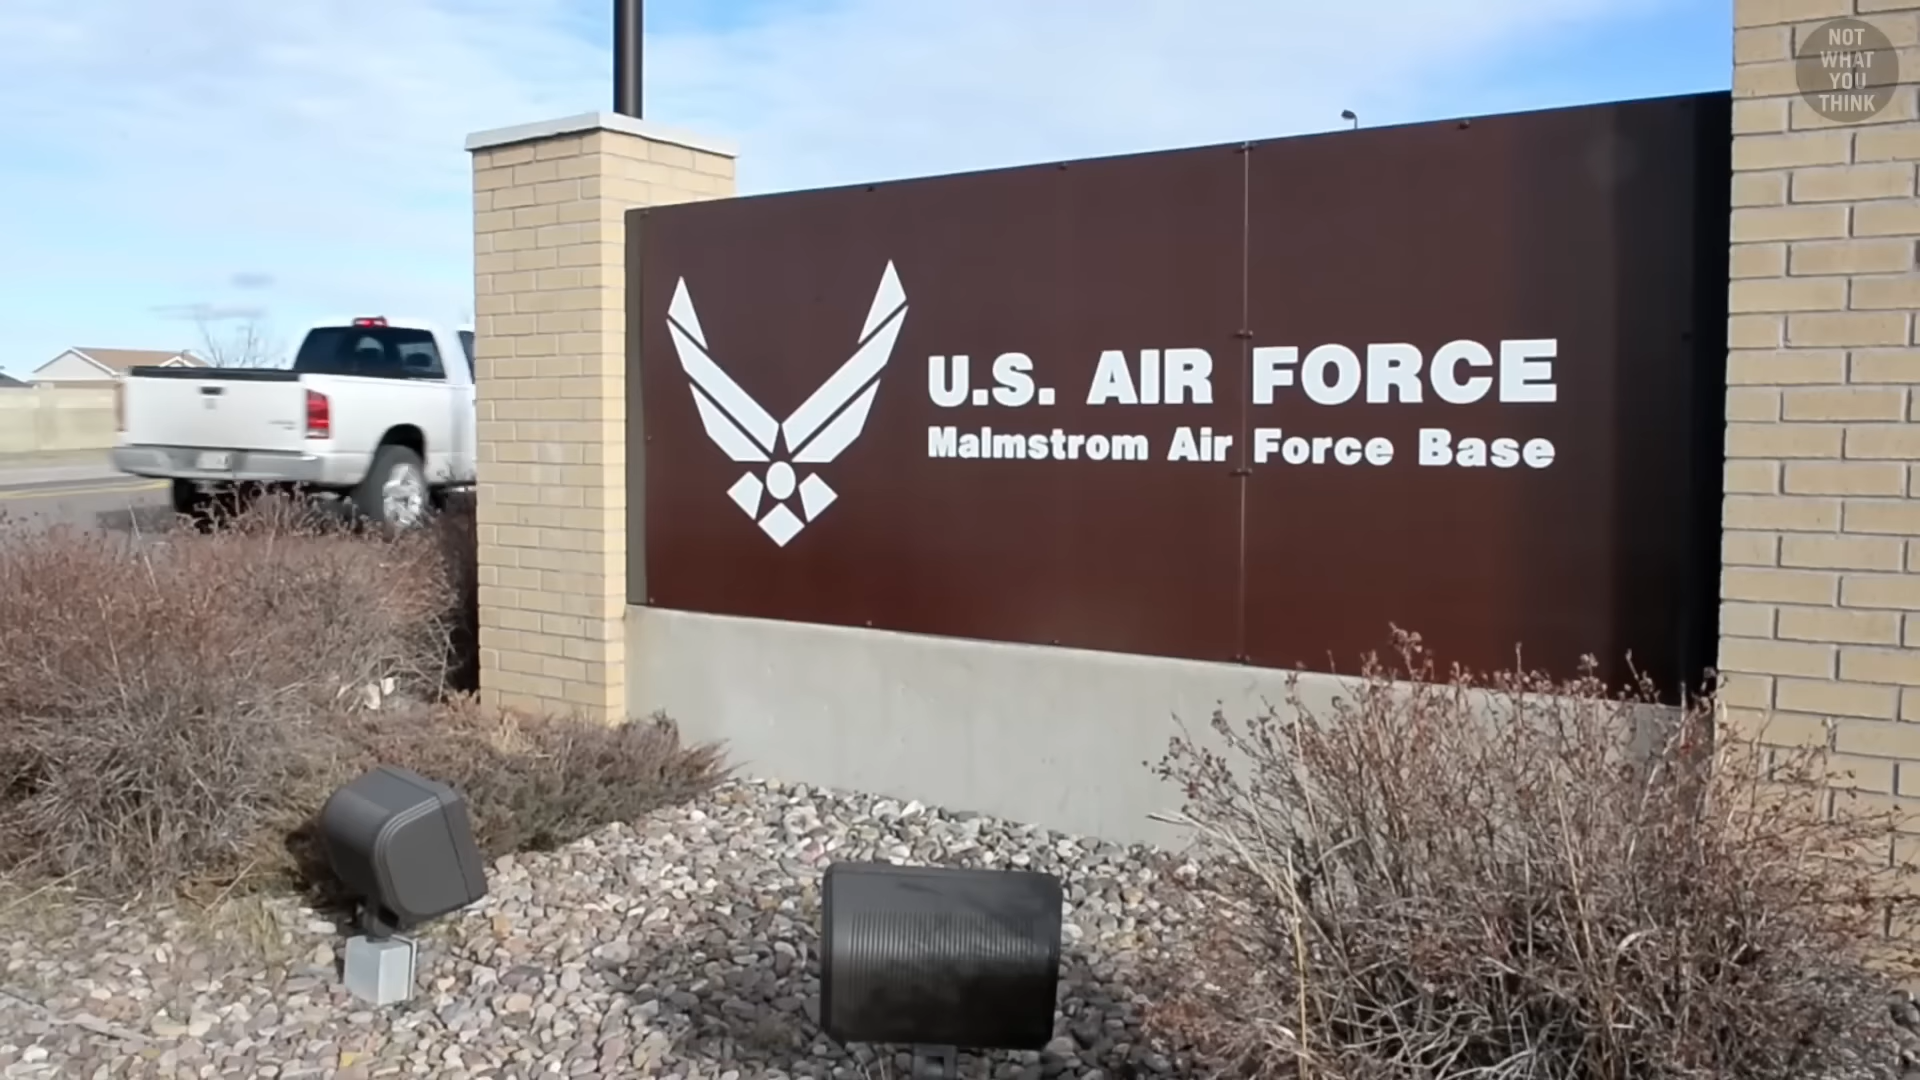 NOT
WHAT
YOU
THINK
U.S. AIR FORCE
Malmstrom Air Force Base